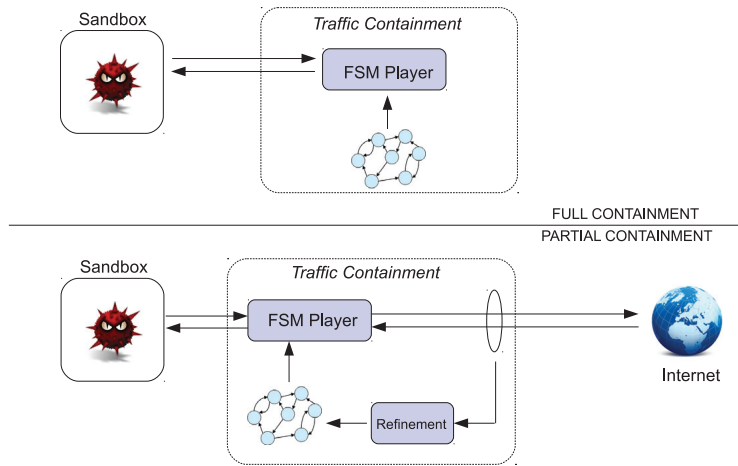 Sandbox
Traffic Containment
FSM Player
FULL CONTAINMENT
PARTIAL CONTAINMENT
Sandbox
Traffic Containment
FSM Player
Internet
Refinement